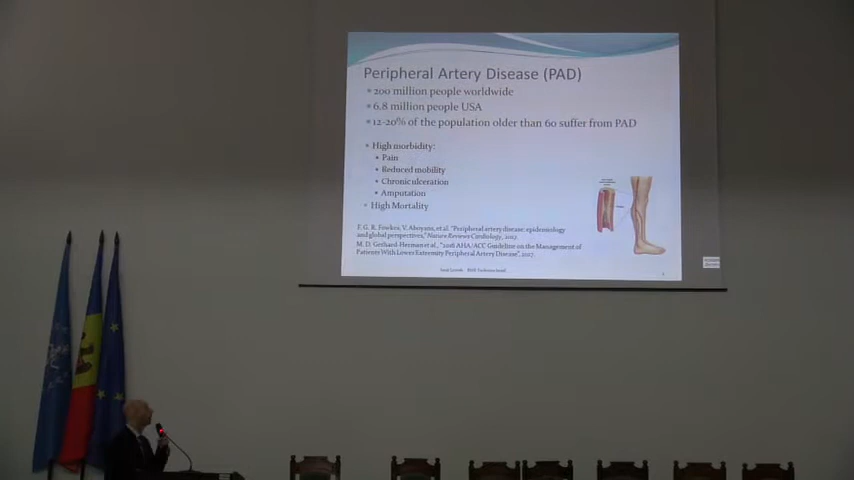 Peripheral Artery Disease (PAD)
200 million people worldwide
6.8 million people USA
12-20% of the population older than 60 suffer from PAD
High morbidity:
Pain
Reduced mobility
Chronic ulceration
Amputation
High Mortality
F. G. R. Fowkes, V. Aboyans, et al. "Peripheral artery disease: epidemiology
and global perspectives," Nature Reviews Cardiology, 2017.
M. D. Gerhard-Herman et al., "2016 AHA/ACC Guideline on the Management of
Patients With Lower Extremity Peripheral Artery Disease", 2017.